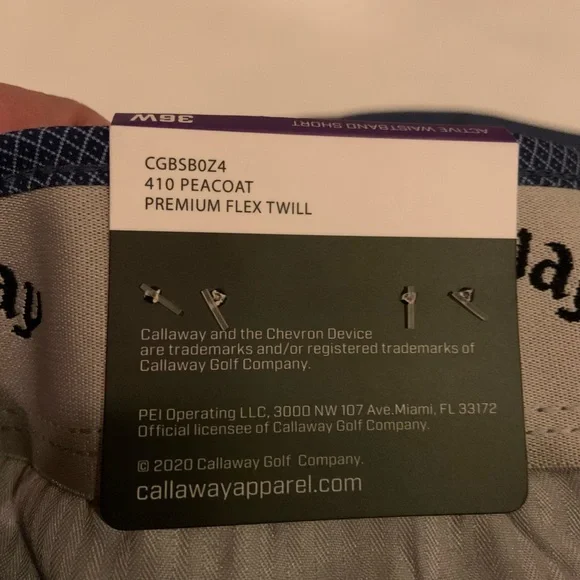 36W
ACTIVE WAISTBAND SHORT
CGBSB0Z4
410 PEACOAT
PREMIUM FLEX TWILL
Callaway and the Chevron Device
are trademarks and/or registered trademarks of
Callaway Golf Company.
PEI Operating LLC, 3000 NW 107 Ave.Miami, FL 33172
Official licensee of Callaway Golf Company.
© 2020 Callaway Golf Company.
callawayapparel.com